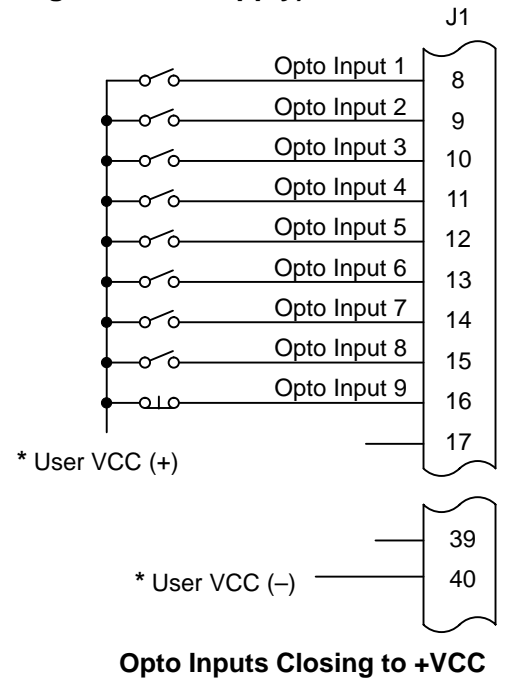 J1
Opto Input 1 8
Opto Input 2 9
Opto Input 3 10
Opto Input 4 11
Opto Input 5 12
Opto Input 6 13
Opto Input 7 14
Opto Input 8 15
Opto Input 9 16
17
* User VCC (+)
39
* User VCC (–) 40
Opto Inputs Closing to +VCC